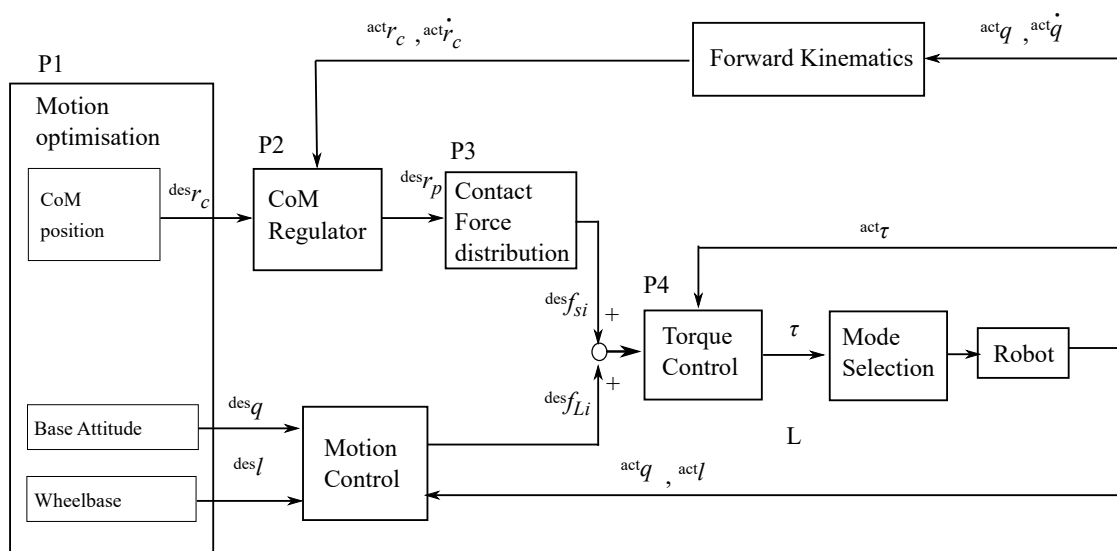 act r_c , act ṙ_c
act q , act q̇
P1
Forward Kinematics
Motion
optimisation
P2
P3
des r_c
des r_p
CoM
position
CoM
Regulator
Contact
Force
distribution
act τ
P4
des f_si
+
τ
Torque
Control
Mode
Selection
Robot
+
des f_Li
des q
Base Attitude
Motion
Control
L
des l
act q , act l
Wheelbase